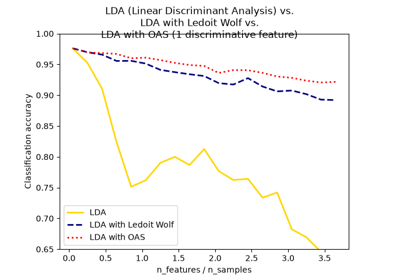 LDA (Linear Discriminant Analysis) vs.
LDA with Ledoit Wolf vs.
LDA with OAS (1 discriminative feature)
1.00
0.95
0.90
0.85
0.80
0.75
0.70
0.65
Classification accuracy
LDA
LDA with Ledoit Wolf
LDA with OAS
0.0 0.5 1.0 1.5 2.0 2.5 3.0 3.5
n_features / n_samples